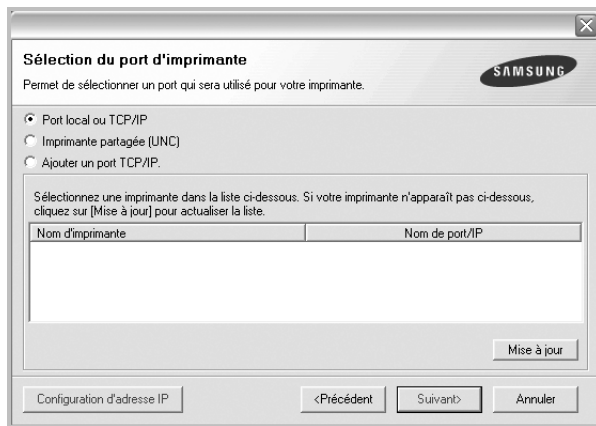 Sélection du port d'imprimante
Permet de sélectionner un port qui sera utilisé pour votre imprimante.
SAMSUNG
Port local ou TCP/IP
Imprimante partagée (UNC)
Ajouter un port TCP/IP.
Sélectionnez une imprimante dans la liste ci-dessous. Si votre imprimante n'apparaît pas ci-dessous,
cliquez sur [Mise à jour] pour actualiser la liste.
Nom d'imprimante Nom de port/IP
Mise à jour
Configuration d'adresse IP <Précédent Suivant> Annuler